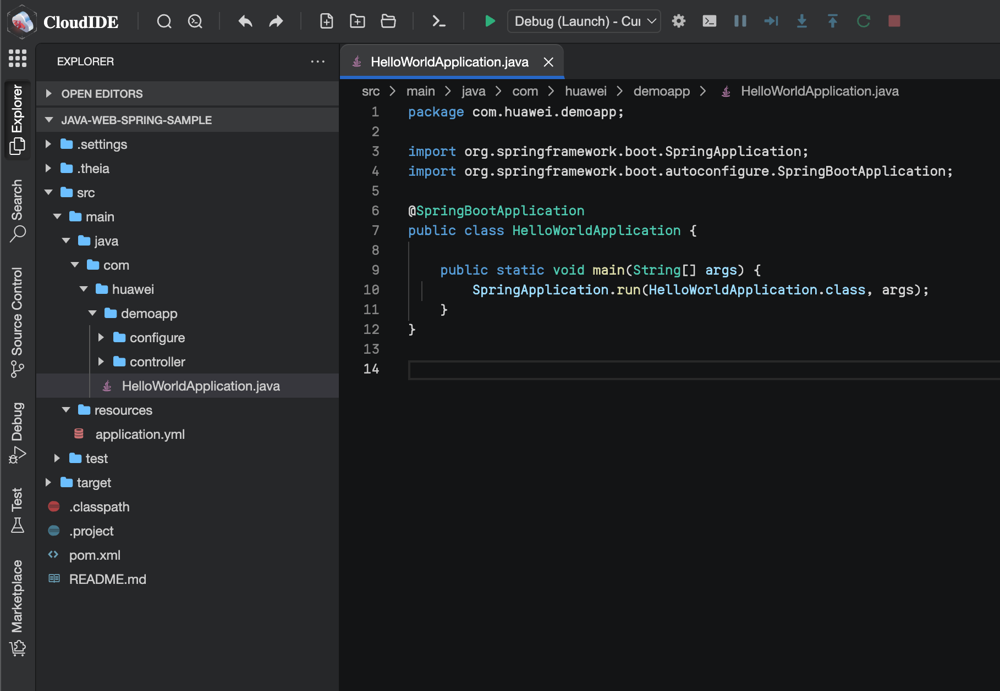 CloudIDE
Debug (Launch) - Cur
Explorer
Search
Source Control
Debug
Test
Marketplace
EXPLORER
OPEN EDITORS
JAVA-WEB-SPRING-SAMPLE
.settings
.theia
src
main
java
com
huawei
demoapp
configure
controller
HelloWorldApplication.java
resources
application.yml
test
target
.classpath
.project
pom.xml
README.md
HelloWorldApplication.java
src > main > java > com > huawei > demoapp > HelloWorldApplication.java
1 package com.huawei.demoapp;
2
3 import org.springframework.boot.SpringApplication;
4 import org.springframework.boot.autoconfigure.SpringBootApplication;
5
6 @SpringBootApplication
7 public class HelloWorldApplication {
8
9 public static void main(String[] args) {
10 SpringApplication.run(HelloWorldApplication.class, args);
11 }
12 }
13
14